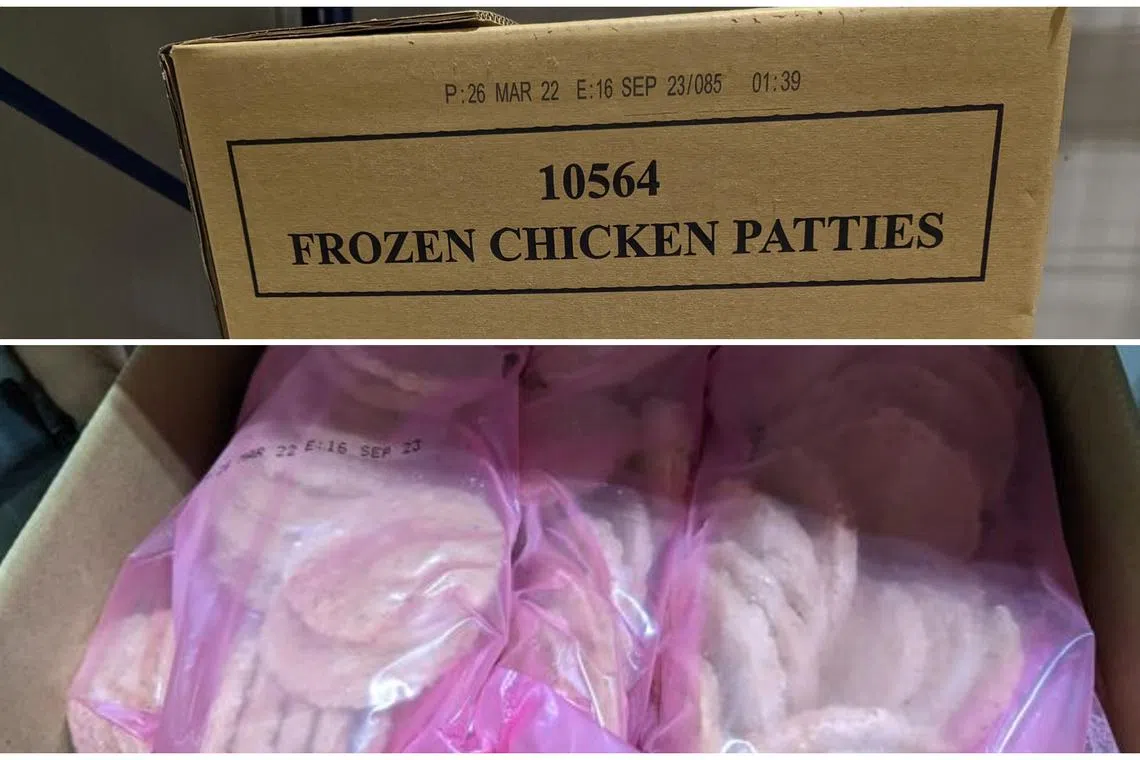 P:26 MAR 22 E:16 SEP 23/085 01:39
10564
FROZEN CHICKEN PATTIES
MAR 22 E:16 SEP 23